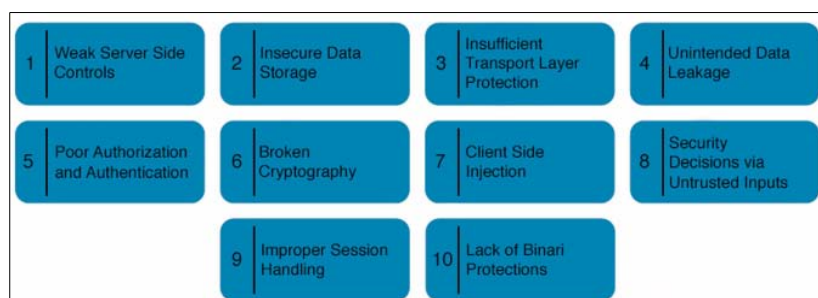 1
Weak Server Side
Controls
2
Insecure Data
Storage
3
Insufficient
Transport Layer
Protection
4
Unintended Data
Leakage
5
Poor Authorization
and Authentication
6
Broken
Cryptography
7
Client Side
Injection
8
Security
Decisions via
Untrusted Inputs
9
Improper Session
Handling
10
Lack of Binari
Protections